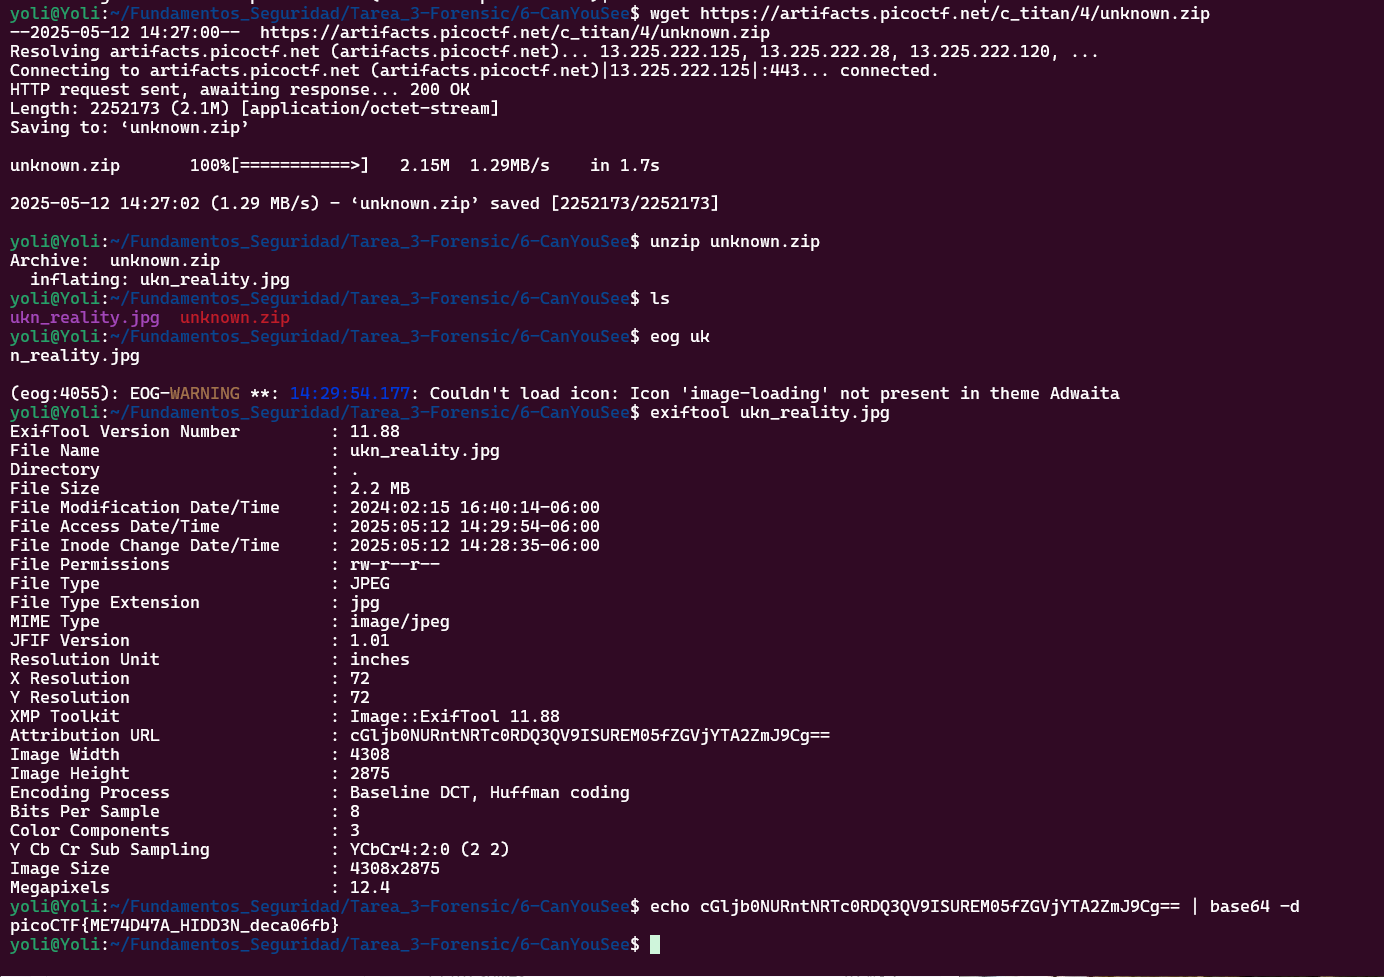 yoli@Yoli:~/Fundamentos_Seguridad/Tarea_3-Forensic/6-CanYouSee$ wget https://artifacts.picoctf.net/c_titan/4/unknown.zip
--2025-05-12 14:27:00--  https://artifacts.picoctf.net/c_titan/4/unknown.zip
Resolving artifacts.picoctf.net (artifacts.picoctf.net)... 13.225.222.125, 13.225.222.28, 13.225.222.120, ...
Connecting to artifacts.picoctf.net (artifacts.picoctf.net)|13.225.222.125|:443... connected.
HTTP request sent, awaiting response... 200 OK
Length: 2252173 (2.1M) [application/octet-stream]
Saving to: ‘unknown.zip’
unknown.zip       100%[===========>]   2.15M  1.29MB/s    in 1.7s
2025-05-12 14:27:02 (1.29 MB/s) - ‘unknown.zip’ saved [2252173/2252173]
yoli@Yoli:~/Fundamentos_Seguridad/Tarea_3-Forensic/6-CanYouSee$ unzip unknown.zip
Archive:  unknown.zip
  inflating: ukn_reality.jpg
yoli@Yoli:~/Fundamentos_Seguridad/Tarea_3-Forensic/6-CanYouSee$ ls
ukn_reality.jpg  unknown.zip
yoli@Yoli:~/Fundamentos_Seguridad/Tarea_3-Forensic/6-CanYouSee$ eog uk
n_reality.jpg
(eog:4055): EOG-WARNING **: 14:29:54.177: Couldn't load icon: Icon 'image-loading' not present in theme Adwaita
yoli@Yoli:~/Fundamentos_Seguridad/Tarea_3-Forensic/6-CanYouSee$ exiftool ukn_reality.jpg
ExifTool Version Number         : 11.88
File Name                       : ukn_reality.jpg
Directory                       : .
File Size                       : 2.2 MB
File Modification Date/Time     : 2024:02:15 16:40:14-06:00
File Access Date/Time           : 2025:05:12 14:29:54-06:00
File Inode Change Date/Time     : 2025:05:12 14:28:35-06:00
File Permissions                : rw-r--r--
File Type                       : JPEG
File Type Extension             : jpg
MIME Type                       : image/jpeg
JFIF Version                    : 1.01
Resolution Unit                 : inches
X Resolution                    : 72
Y Resolution                    : 72
XMP Toolkit                     : Image::ExifTool 11.88
Attribution URL                 : cGljb0NURntNRTc0RDQ3QV9ISUREM05fZGVjYTA2ZmJ9Cg==
Image Width                     : 4308
Image Height                    : 2875
Encoding Process                : Baseline DCT, Huffman coding
Bits Per Sample                 : 8
Color Components                : 3
Y Cb Cr Sub Sampling            : YCbCr4:2:0 (2 2)
Image Size                      : 4308x2875
Megapixels                      : 12.4
yoli@Yoli:~/Fundamentos_Seguridad/Tarea_3-Forensic/6-CanYouSee$ echo cGljb0NURntNRTc0RDQ3QV9ISUREM05fZGVjYTA2ZmJ9Cg== | base64 -d
picoCTF{ME74D47A_HIDD3N_deca06fb}
yoli@Yoli:~/Fundamentos_Seguridad/Tarea_3-Forensic/6-CanYouSee$